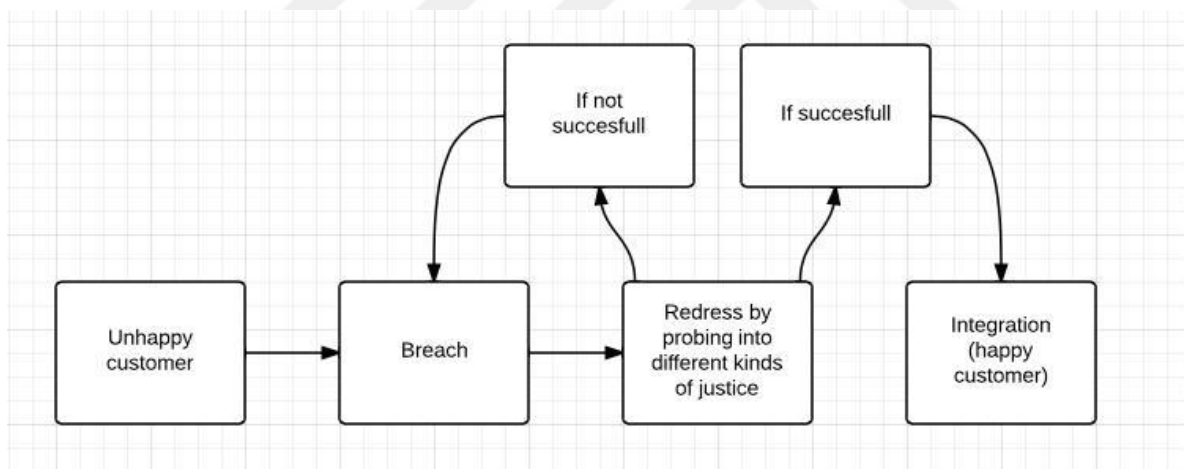 If not
succesfull
If succesfull
Unhappy
customer
Breach
Redress by
probing into
different kinds
of justice
Integration
(happy
customer)